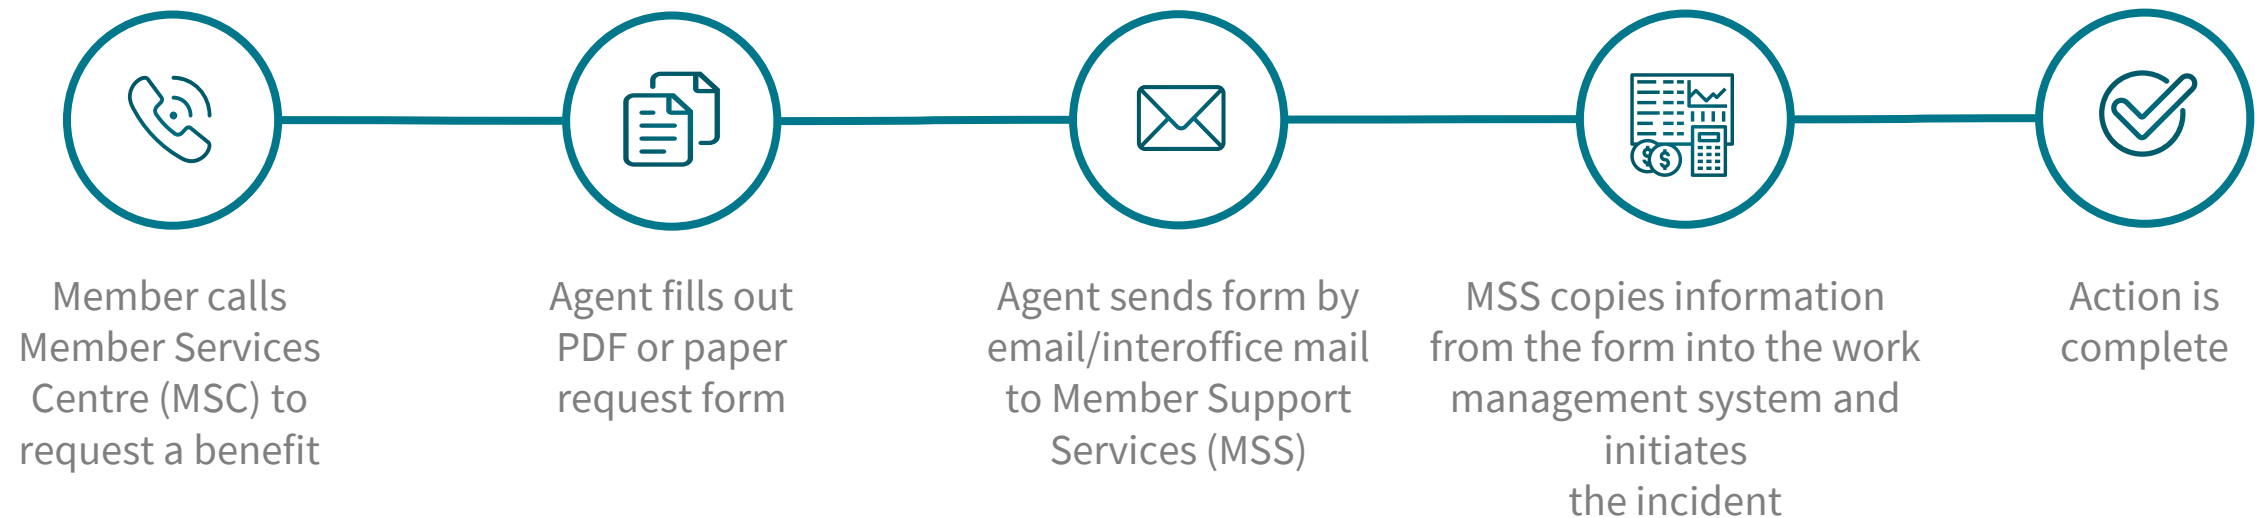 Member calls
Member Services
Centre (MSC) to
request a benefit
Agent fills out
PDF or paper
request form
Agent sends form by
email/interoffice mail
to Member Support
Services (MSS)
MSS copies information
from the form into the work
management system and
initiates
the incident
Action is
complete